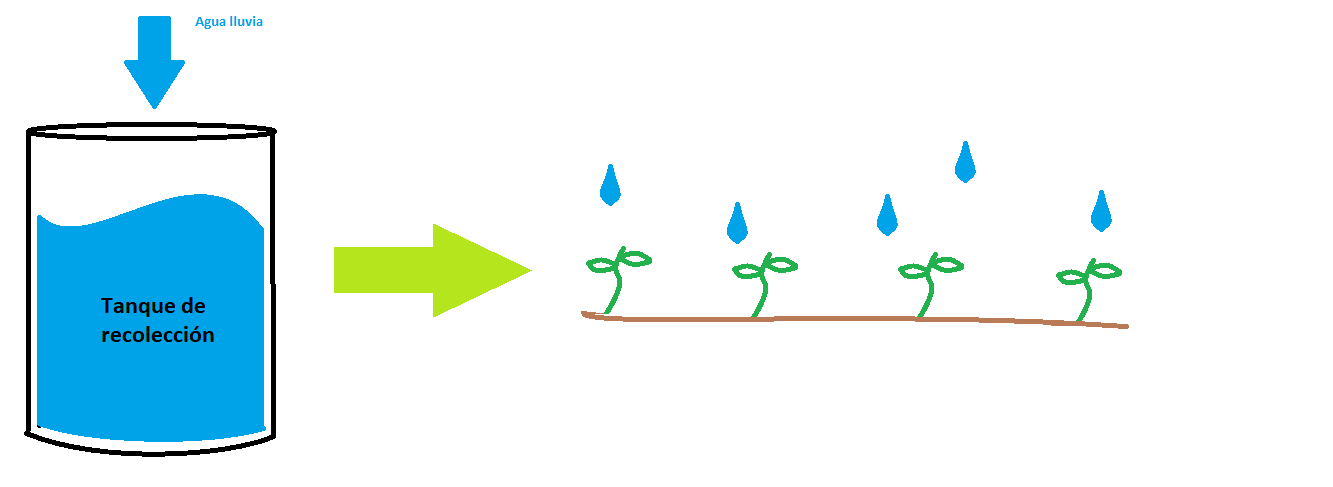 Agua lluvia
Tanque de
recolección